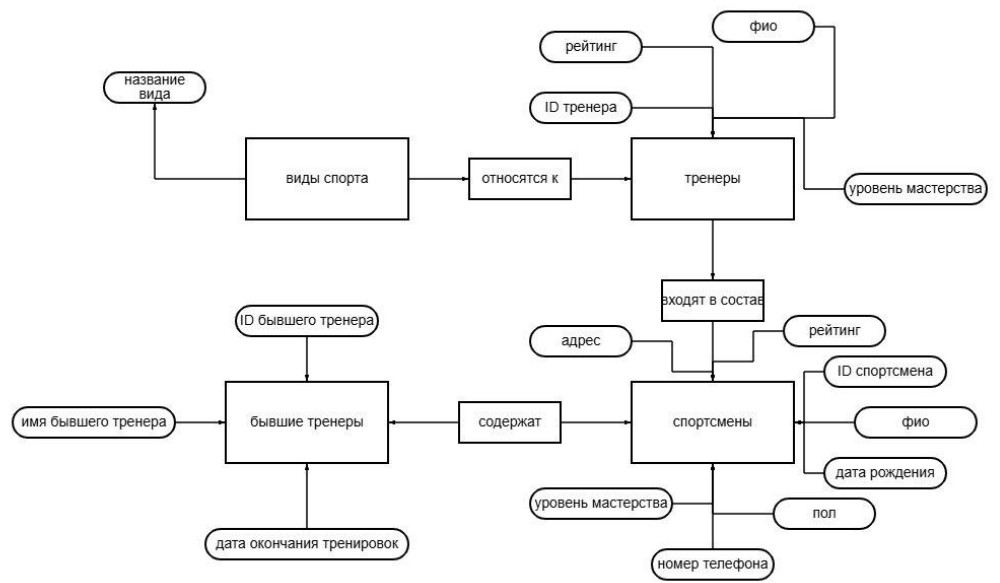 фио
рейтинг
название
вида
ID тренера
виды спорта
относятся к
тренеры
уровень мастерства
входят в состав
ID бывшего тренера
адрес
рейтинг
ID спортсмена
имя бывшего тренера
бывшие тренеры
содержат
спортсмены
фио
дата рождения
уровень мастерства
пол
дата окончания тренировок
номер телефона